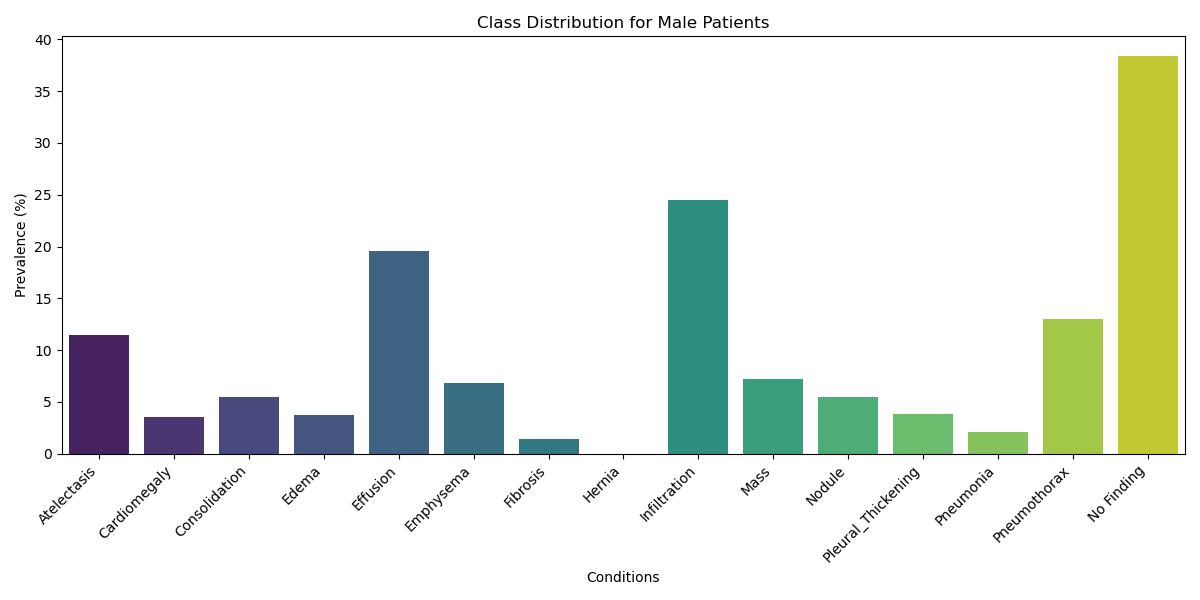 Class Distribution for Male Patients
40
35
30
25
20
15
10
5
0
Prevalence (%)
Atelectasis
Cardiomegaly
Consolidation
Edema
Effusion
Emphysema
Fibrosis
Hernia
Infiltration
Mass
Nodule
Pleural_Thickening
Pneumonia
Pneumothorax
No Finding
Conditions